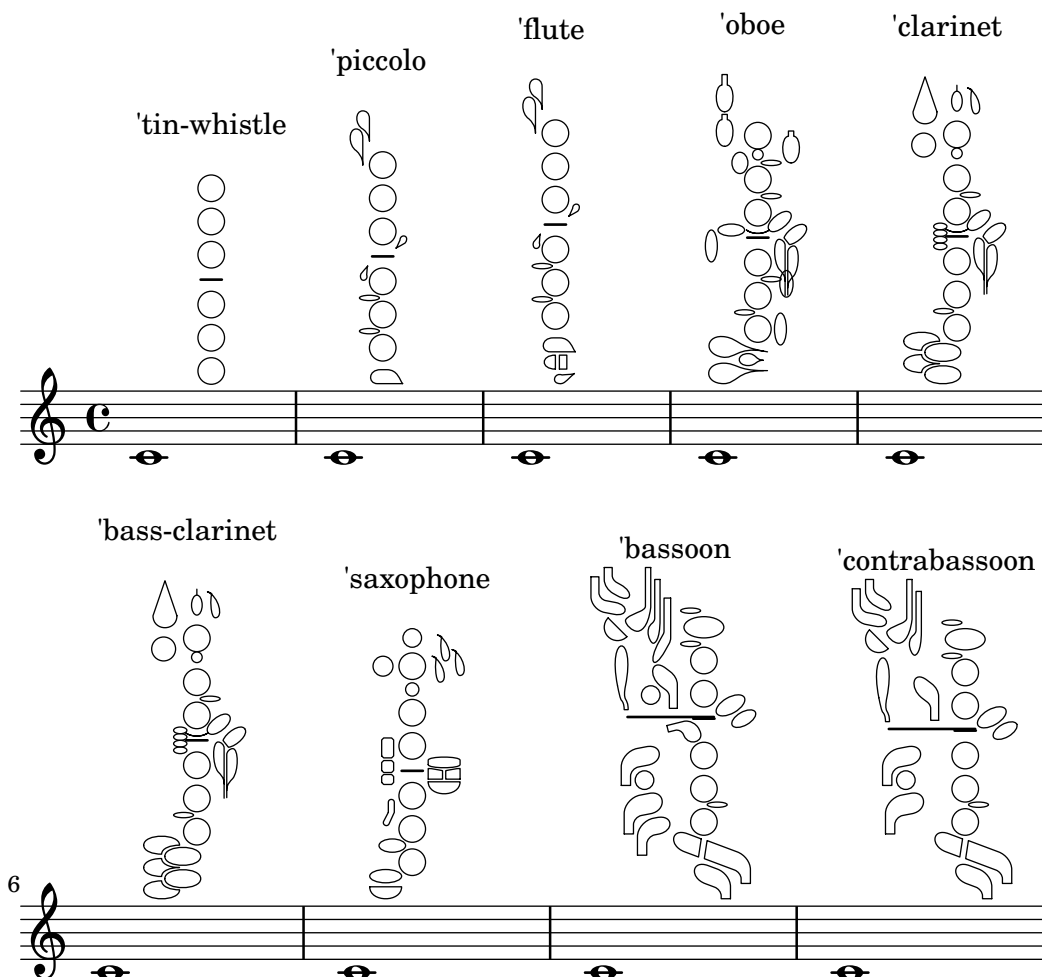 'tin-whistle
'piccolo
'flute
'oboe
'clarinet
'bass-clarinet
'saxophone
'bassoon
'contrabassoon
6